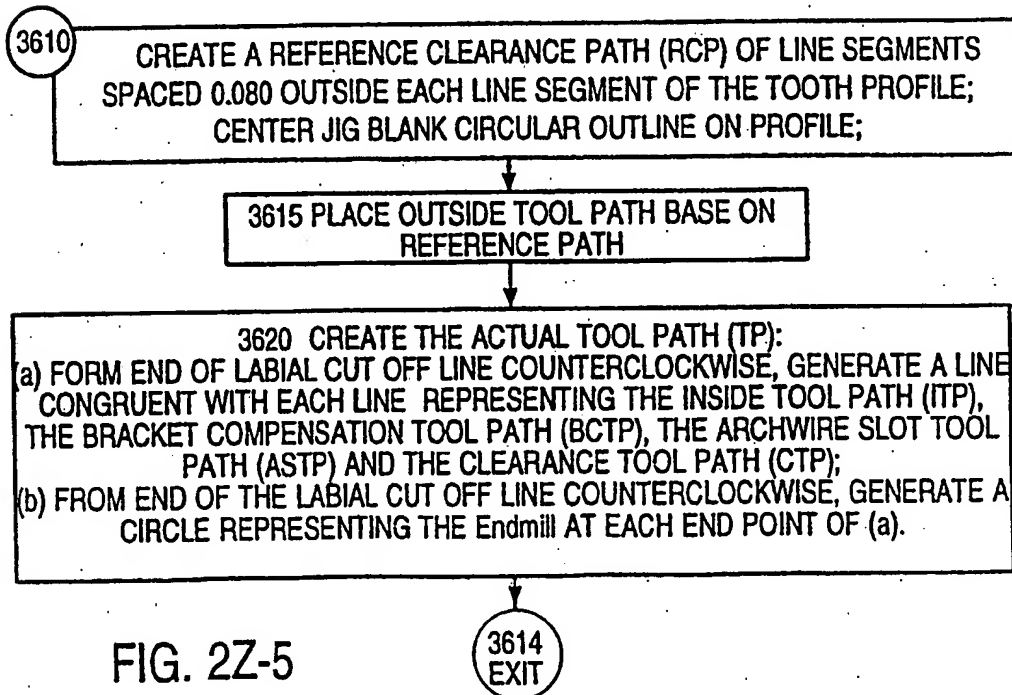 3610
CREATE A REFERENCE CLEARANCE PATH (RCP) OF LINE SEGMENTS
SPACED 0.080 OUTSIDE EACH LINE SEGMENT OF THE TOOTH PROFILE;
CENTER JIG BLANK CIRCULAR OUTLINE ON PROFILE;
3615 PLACE OUTSIDE TOOL PATH BASE ON
REFERENCE PATH
3620 CREATE THE ACTUAL TOOL PATH (TP):
(a) FORM END OF LABIAL CUT OFF LINE COUNTERCLOCKWISE, GENERATE A LINE
CONGRUENT WITH EACH LINE REPRESENTING THE INSIDE TOOL PATH (ITP),
THE BRACKET COMPENSATION TOOL PATH (BCTP), THE ARCHWIRE SLOT TOOL
PATH (ASTP) AND THE CLEARANCE TOOL PATH (CTP);
(b) FROM END OF THE LABIAL CUT OFF LINE COUNTERCLOCKWISE, GENERATE A
CIRCLE REPRESENTING THE Endmill AT EACH END POINT OF (a).
3614
EXIT
FIG. 2Z-5